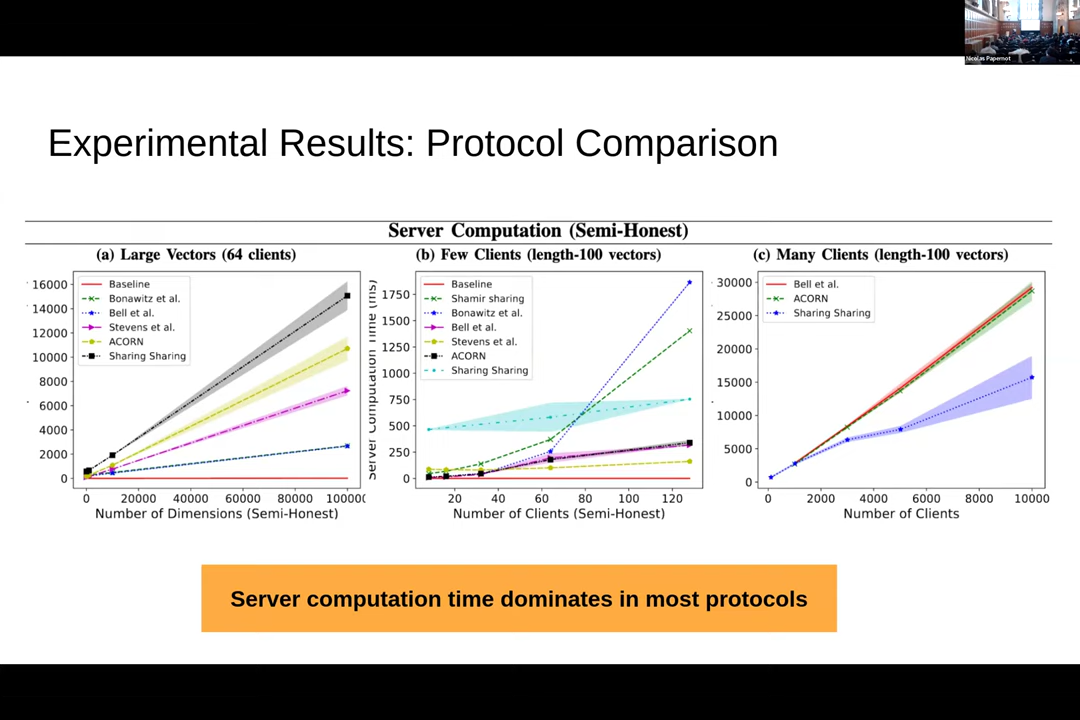 Nicolas Papernot
Experimental Results: Protocol Comparison
Server Computation (Semi-Honest)
(a) Large Vectors (64 clients)
16000
14000
12000
10000
8000
6000
4000
2000
0
Baseline
Bonawitz et al.
Bell et al.
Stevens et al.
ACORN
Sharing Sharing
0 20000 40000 60000 80000 100000
Number of Dimensions (Semi-Honest)
(b) Few Clients (length-100 vectors)
Server Computation Time (ms)
1750
1500
1250
1000
750
500
250
0
Baseline
Shamir sharing
Bonawitz et al.
Bell et al.
Stevens et al.
ACORN
Sharing Sharing
20 40 60 80 100 120
Number of Clients (Semi-Honest)
(c) Many Clients (length-100 vectors)
30000
25000
20000
15000
10000
5000
0
Bell et al.
ACORN
Sharing Sharing
0 2000 4000 6000 8000 10000
Number of Clients
Server computation time dominates in most protocols